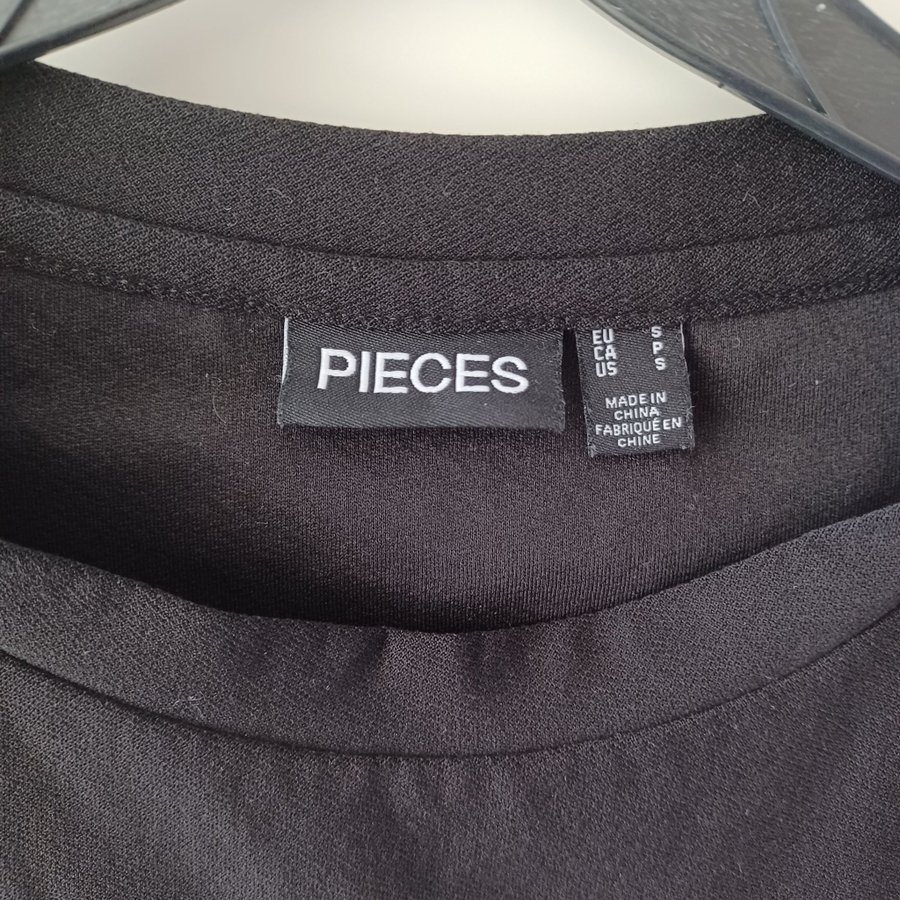 PIECES
EU S
CA P
US S
MADE IN
CHINA
FABRIQUÉ EN
CHINE